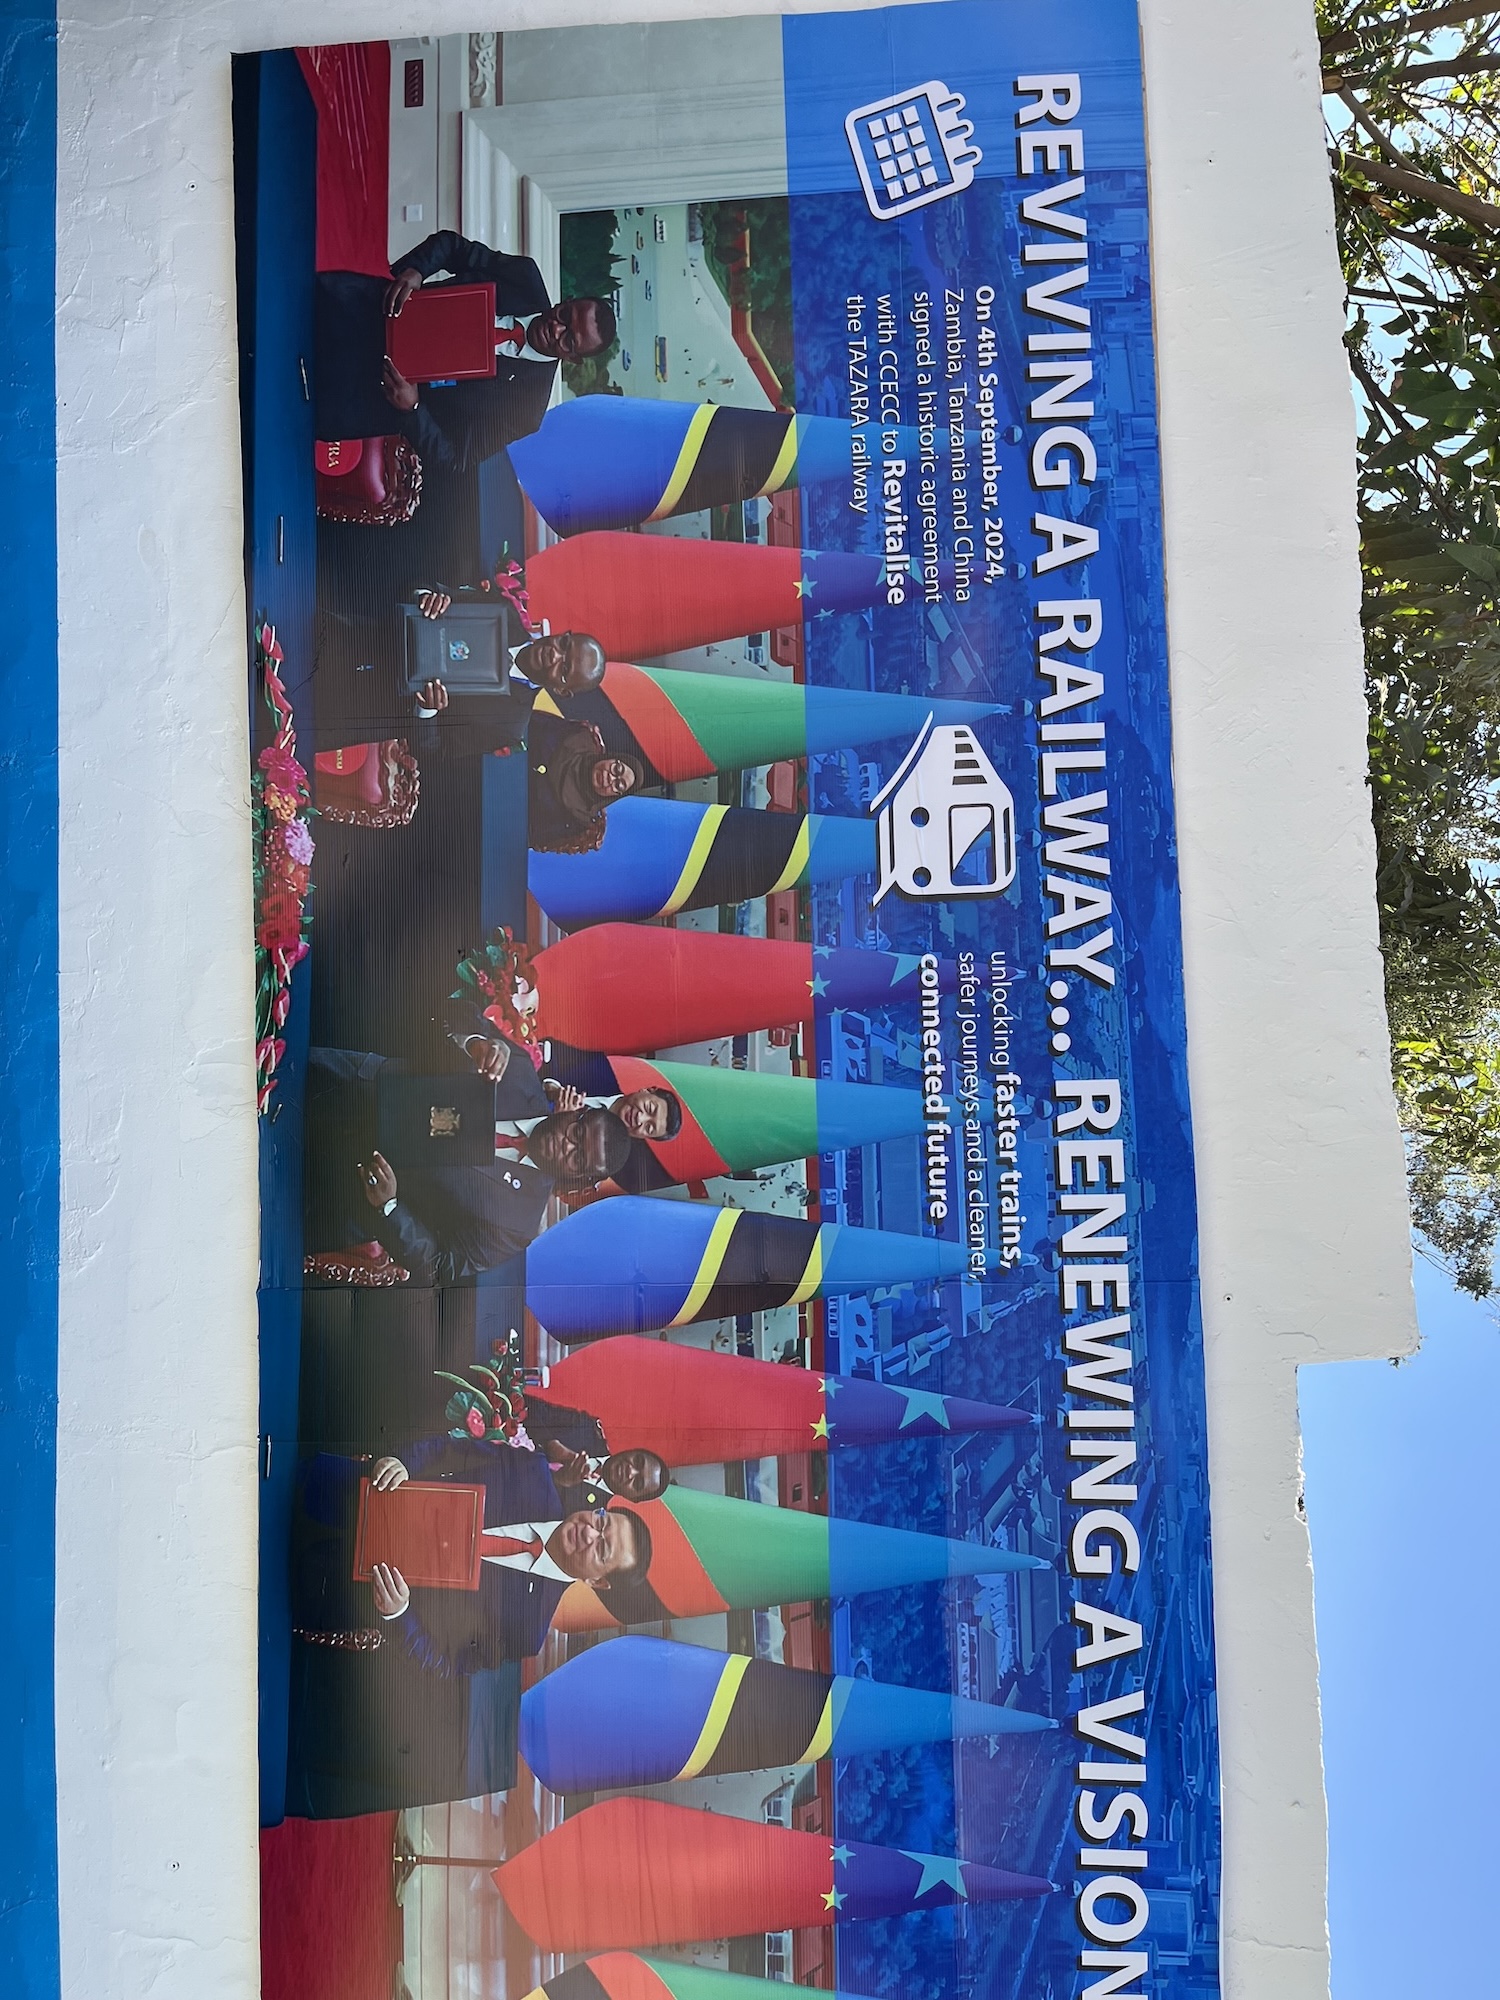 REVIVING A RAILWAY... RENEWING A VISION
On 4th September, 2024,
Zambia, Tanzania and China
signed a historic agreement
with CCECC to Revitalise
the TAZARA railway
unlocking faster trains,
safer journeys and a cleaner,
connected future